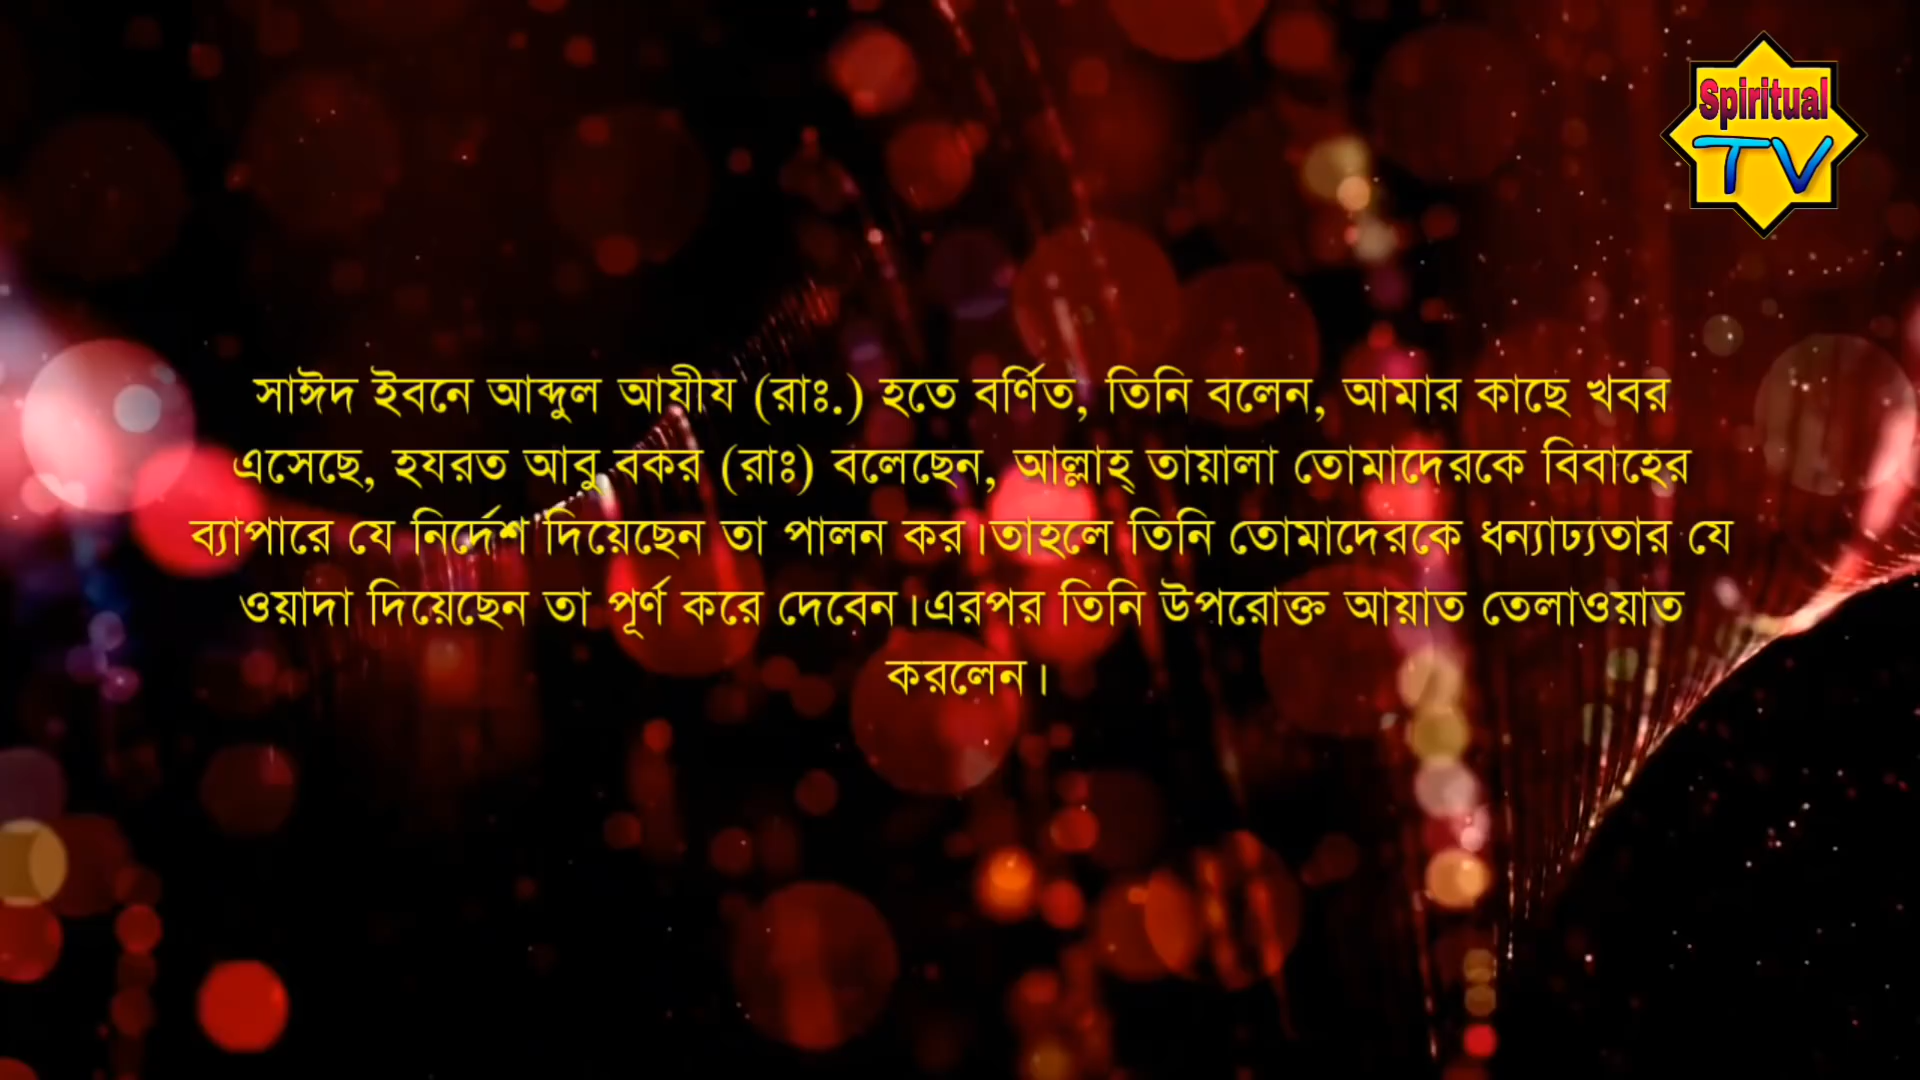 Spiritual
TV
সাঈদ ইবনে আব্দুল আযীয (রাঃ.) হতে বর্ণিত, তিনি বলেন, আমার কাছে খবর
এসেছে, হযরত আবু বকর (রাঃ) বলেছেন, আল্লাহ্ তায়ালা তোমাদেরকে বিবাহের
ব্যাপারে যে নির্দেশ দিয়েছেন তা পালন কর।তাহলে তিনি তোমাদেরকে ধন্যাঢ্যতার যে
ওয়াদা দিয়েছেন তা পূর্ণ করে দেবেন।এরপর তিনি উপরোক্ত আয়াত তেলাওয়াত
করলেন।